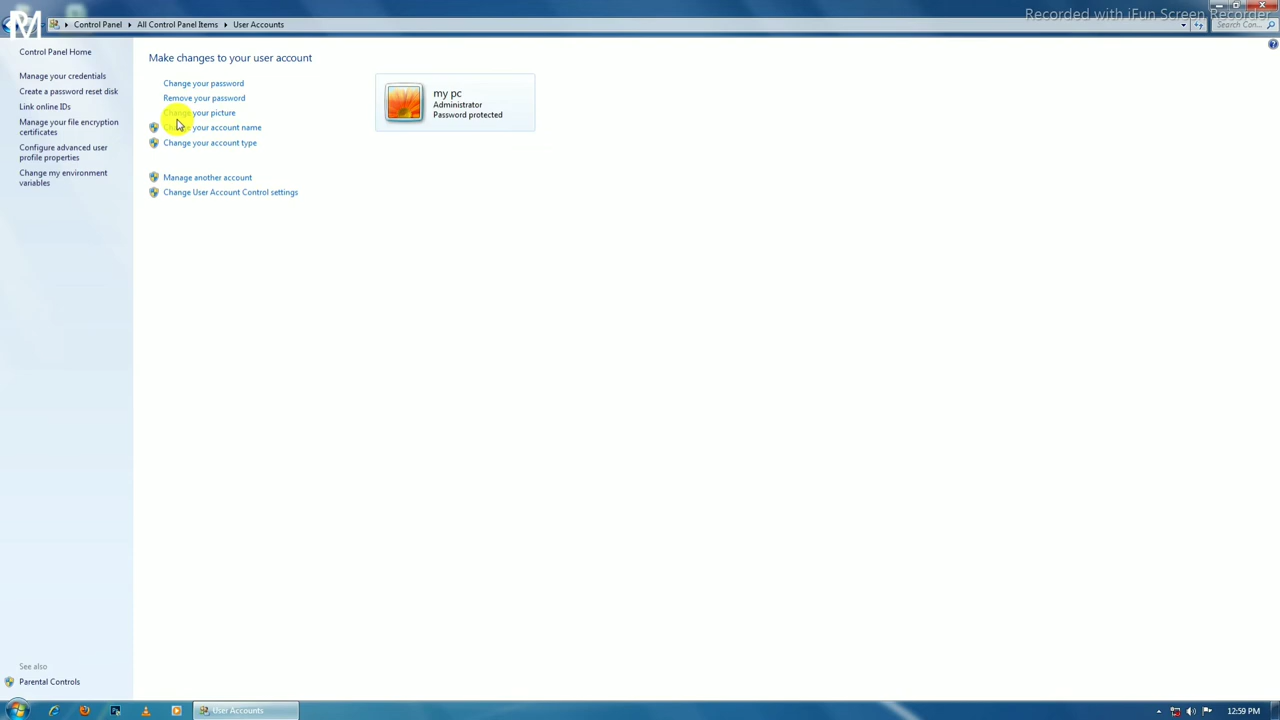 Recorded with iFun Screen Recorder
Control Panel
All Control Panel Items
User Accounts
Search Con...
Control Panel Home
Manage your credentials
Create a password reset disk
Link online IDs
Manage your file encryption
certificates
Configure advanced user
profile properties
Change my environment
variables
Make changes to your user account
Change your password
Remove your password
Change your picture
Change your account name
Change your account type
Manage another account
Change User Account Control settings
my pc
Administrator
Password protected
See also
Parental Controls
User Accounts
12:59 PM